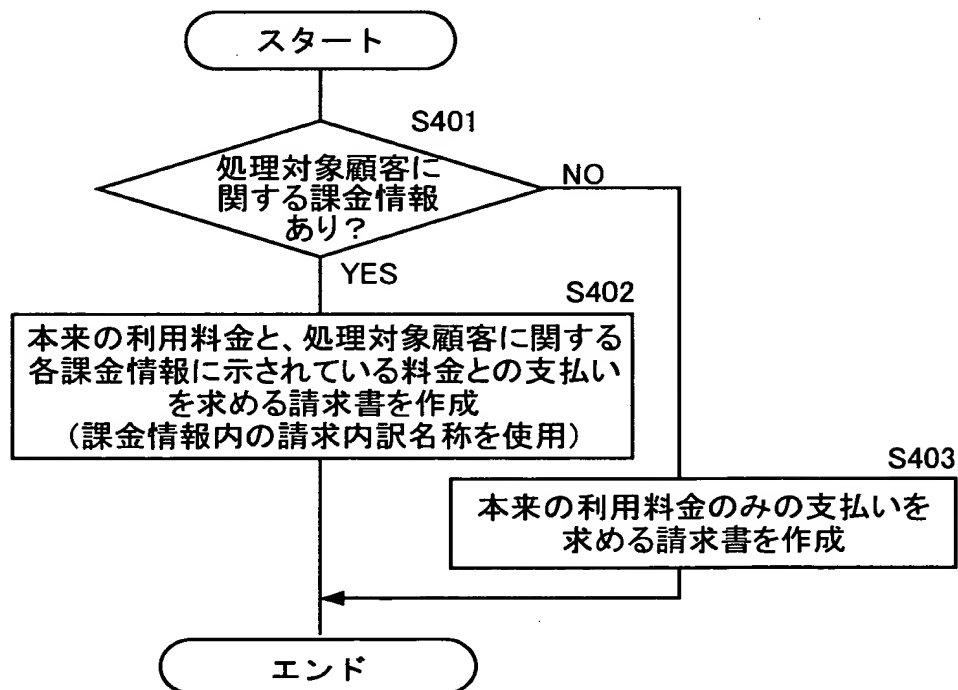 スタート
S401
処理対象顧客に
関する課金情報
あり？
NO
YES
S402
本来の利用料金と、処理対象顧客に関する
各課金情報に示されている料金との支払い
を求める請求書を作成
（課金情報内の請求内訳名称を使用）
S403
本来の利用料金のみの支払いを
求める請求書を作成
エンド